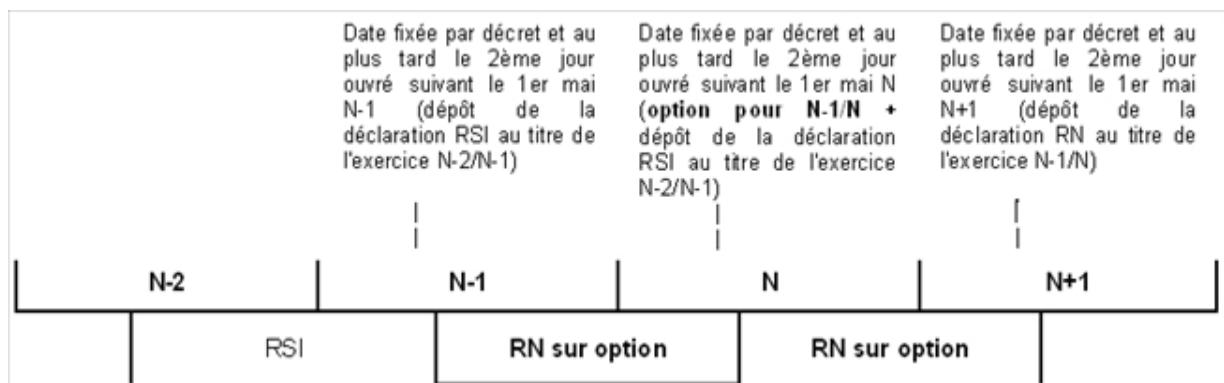 Date fixée par décret et au
plus tard le 2ème jour
ouvré suivant le 1er mai
N-1 (dépôt de la
déclaration RSI au titre de
l'exercice N-2/N-1)
Date fixée par décret et au
plus tard le 2ème jour
ouvré suivant le 1er mai N
(option pour N-1/N +
dépôt de la déclaration
RSI au titre de l'exercice
N-2/N-1)
Date fixée par décret et au
plus tard le 2ème jour
ouvré suivant le 1er mai
N+1 (dépôt de la
déclaration RN au titre de
l'exercice N-1/N)
N-2 N-1 N N+1
RSI RN sur option RN sur option